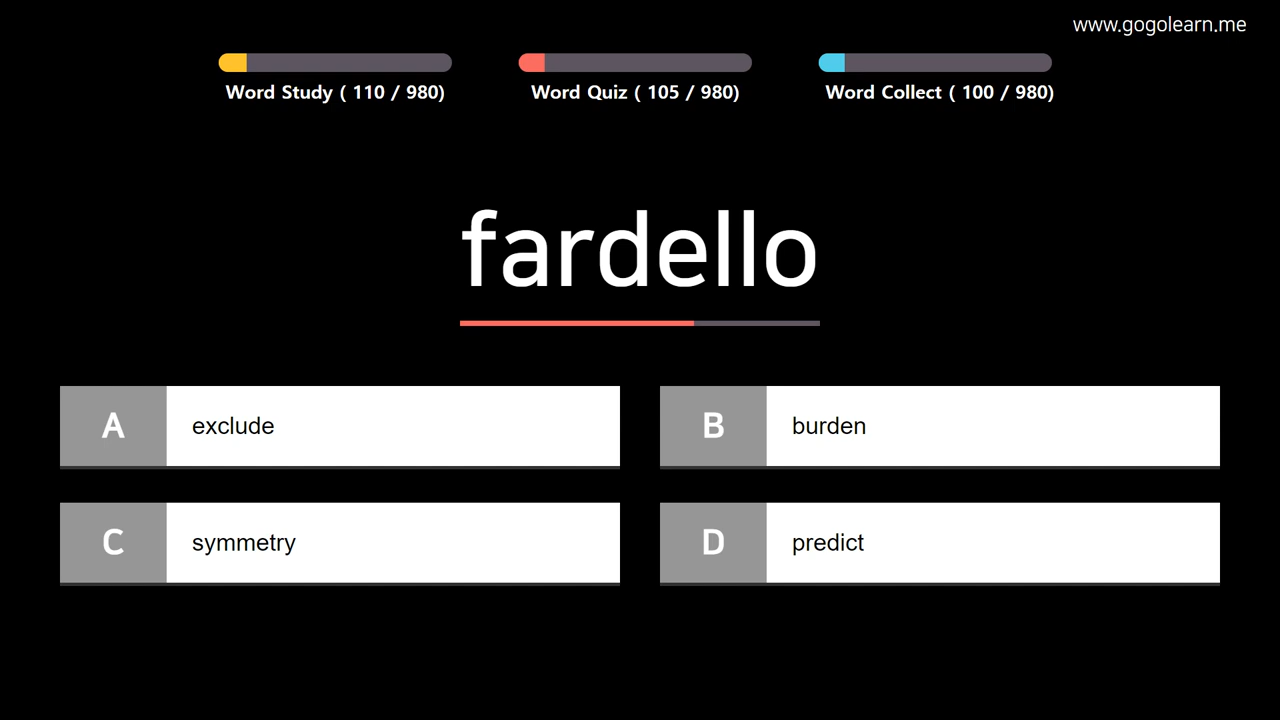 www.gogolearn.me
Word Study ( 110 / 980)
Word Quiz ( 105 / 980)
Word Collect ( 100 / 980)
fardello
A exclude
B burden
C symmetry
D predict